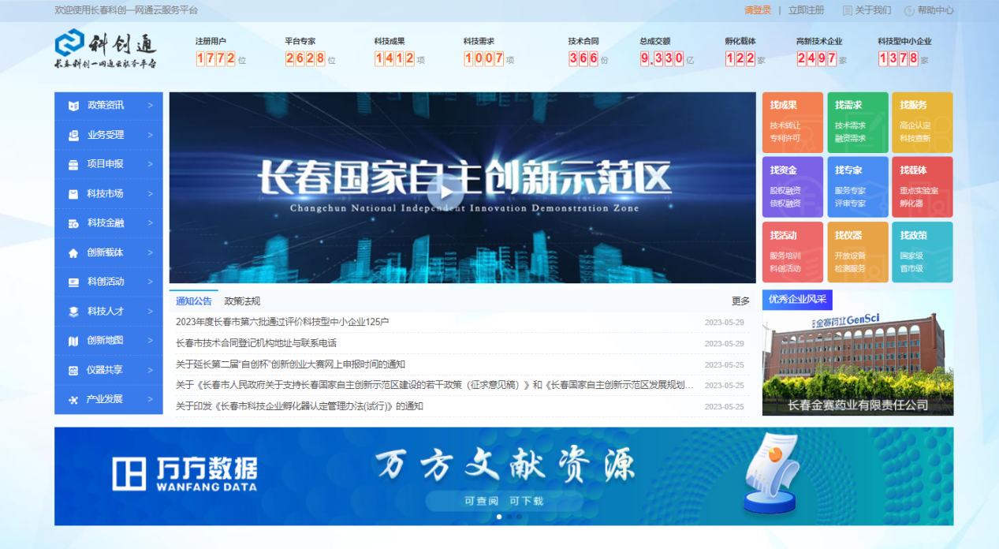 欢迎使用长春科创一网通云服务平台
请登录 | 立即注册 关于我们 帮助中心
科创通
长春科创一网通云服务平台
注册用户 平台专家 科技成果 科技需求 技术合同 总成交额 孵化载体 高新技术企业 科技型中小企业
1772位 2628位 1412项 1007项 366份 9.330亿 122家 2497家 1378家
政策资讯 >
业务受理 >
项目申报 >
科技市场 >
科技金融 >
创新载体 >
科创活动 >
科技人才 >
创新地图 >
仪器共享 >
产业发展 >
长春国家自主创新示范区
Changchun National Independent Innovation Demonstration Zone
找成果
技术转让
专利许可
找需求
技术需求
融资需求
找服务
高企认定
科技查新
找资金
股权融资
债权融资
找专家
服务专家
评审专家
找载体
重点实验室
孵化器
找活动
服务培训
科创活动
找仪器
开放设备
检测服务
找政策
国家级
省市级
通知公告 政策法规 更多
2023年度长春市第六批通过评价科技型中小企业125户 2023-05-29
长春市技术合同登记机构地址与联系电话 2023-05-29
关于延长第二届“自创杯”创新创业大赛网上申报时间的通知 2023-05-25
关于《长春市人民政府关于支持长春国家自主创新示范区建设的若干政策（征求意见稿）》和《长春国家自主创新示范区发展规划... 2023-05-25
关于印发《长春市科技企业孵化器认定管理办法(试行)》的通知 2023-05-25
优秀企业风采
金赛药业GenSci
长春金赛药业有限责任公司
万方数据
WANFANG DATA
万方文献资源
可查阅 可下载